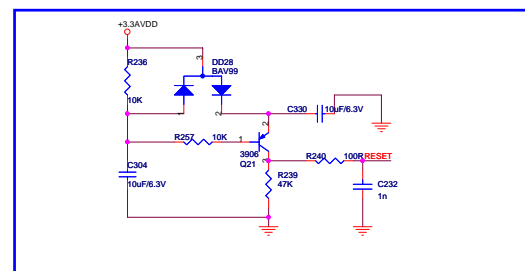 +3.3AVDD
R236
10K
3
DD28
BAV99
1
2
C330
10uF/6.3V
R257
10K
1
2
3906
Q21
3
R240
100R
RESET
C304
10uF/6.3V
R239
47K
C232
1n